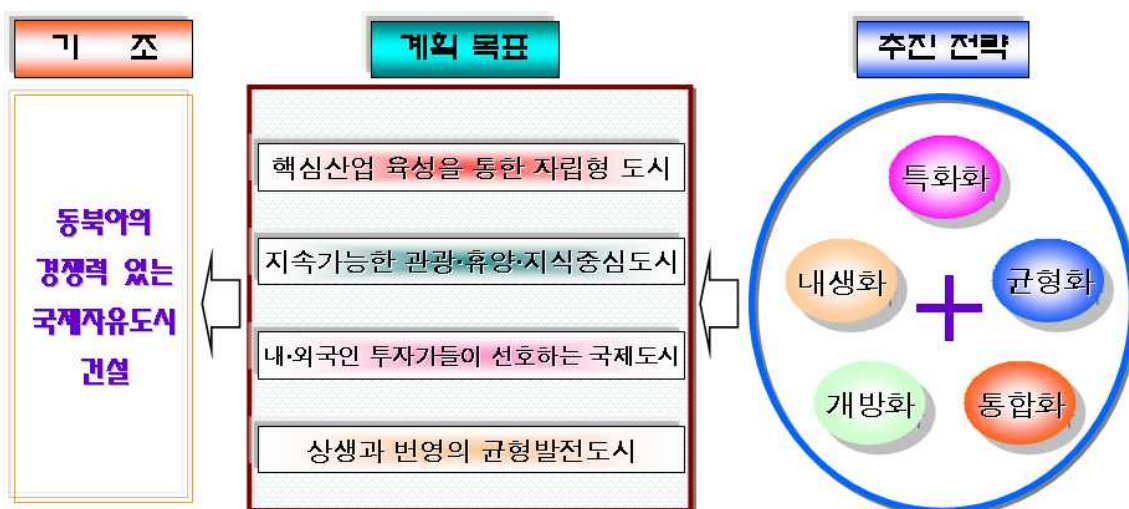 기 조
계획 목표
추진 전략
동북아의
경쟁력 있는
국제자유도시
건설
핵심산업 육성을 통한 자립형 도시
지속가능한 관광·휴양·지식중심도시
내·외국인 투자가들이 선호하는 국제도시
상생과 번영의 균형발전도시
특화화
내생화
균형화
개방화
통합화